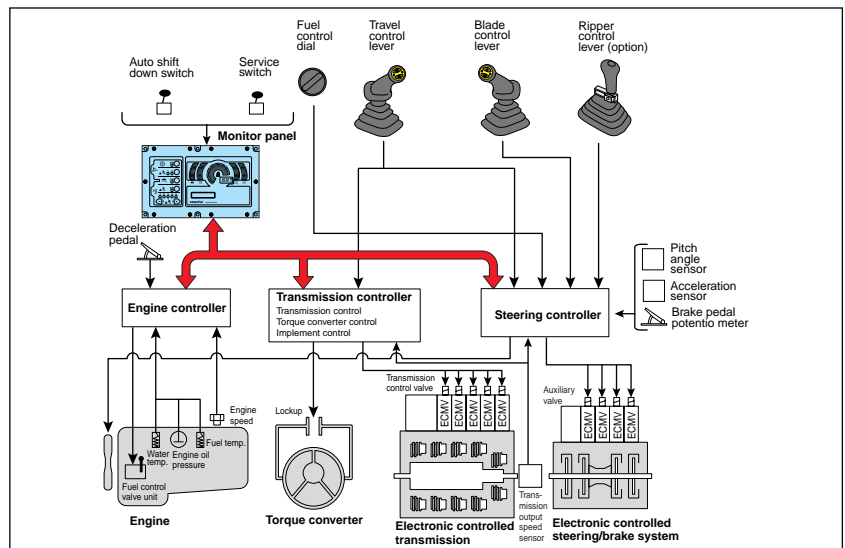 Fuel
control
dial
Travel
control
lever
Blade
control
lever
Ripper
control
lever (option)
Auto shift
down switch
Service
switch
Monitor panel
Deceleration
pedal
Pitch
angle
sensor
Acceleration
sensor
Brake pedal
potentio meter
Engine controller
Transmission controller
Transmission control
Torque converter control
Implement control
Steering controller
Transmission
control valve
ECMV
ECMV
ECMV
ECMV
ECMV
Auxiliary
valve
ECMV
ECMV
ECMV
ECMV
Engine
speed
Lockup
Water
temp.
Engine oil
pressure
Fuel temp.
Fuel control
valve unit
Engine
Torque converter
Electronic controlled
transmission
Trans-
mission
output
speed
sensor
Electronic controlled
steering/brake system